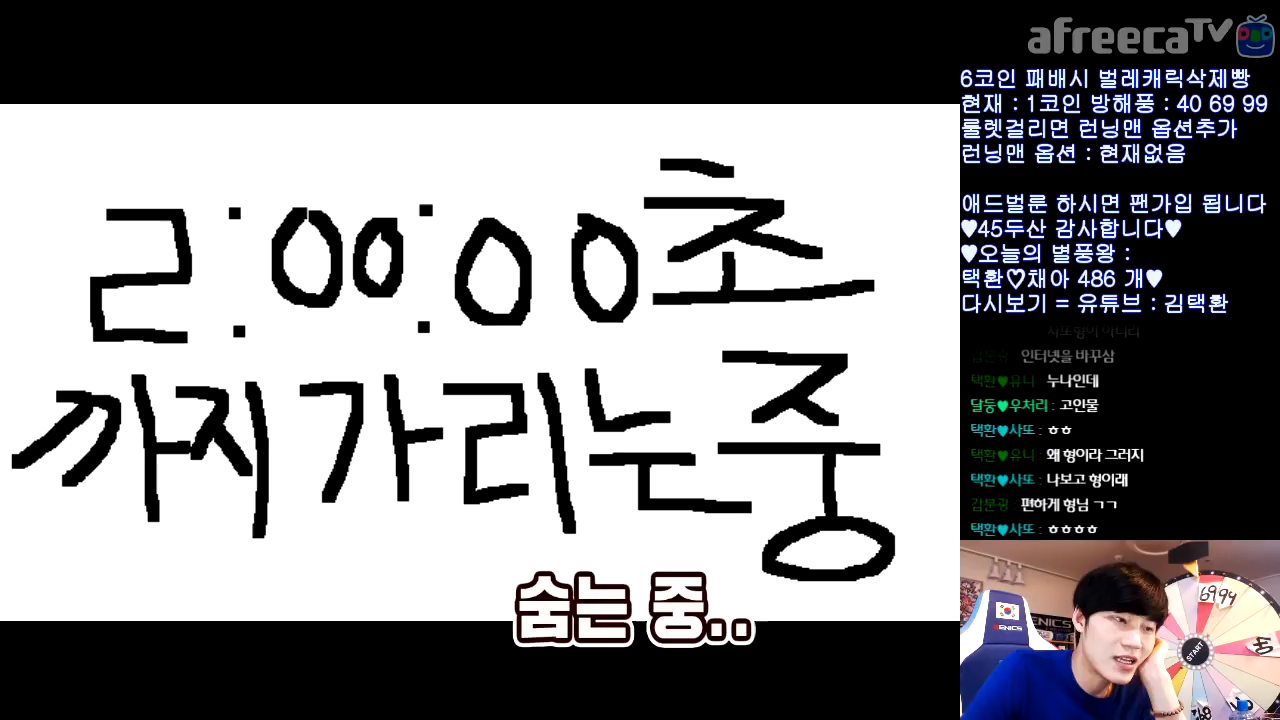 afreecaTV
6코인 패배시 벌레캐릭삭제빵
현재 : 1코인 방해풍 : 40 69 99
룰렛걸리면 런닝맨 옵션추가
런닝맨 옵션 : 현재없음
애드벌룬 하시면 팬가입 됩니다
♥45두산 감사합니다♥
♥오늘의 별풍왕 :
택환♡채아 486 개♥
다시보기 = 유튜브 : 김택환
2:00:00초
까지 가리는중
숨는 중..
인터넷을 바꾸삼
택환♥유니 누나인데
달둥♥우처리 : 고인물
택환♥사또 : ㅎㅎ
택환♥유니 왜 형이라 그러지
택환♥사또 : 나보고 형이래
감문광 편하게 형님 ㄱㄱ
택환♥사또 : ㅎㅎㅎㅎ
GENICS
ENICS
6994
START